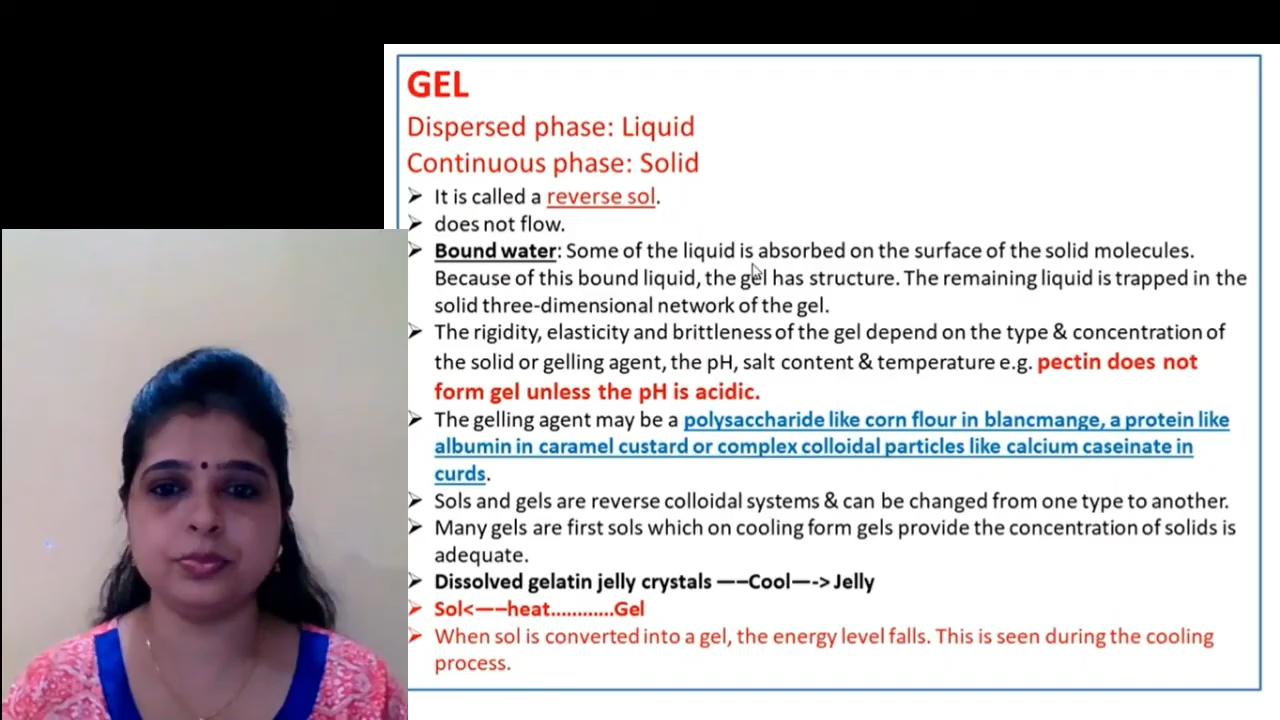 GEL
Dispersed phase: Liquid
Continuous phase: Solid
➤ It is called a reverse sol.
➤ does not flow.
➤ Bound water: Some of the liquid is absorbed on the surface of the solid molecules.
Because of this bound liquid, the gel has structure. The remaining liquid is trapped in the
solid three-dimensional network of the gel.
➤ The rigidity, elasticity and brittleness of the gel depend on the type & concentration of
the solid or gelling agent, the pH, salt content & temperature e.g. pectin does not
form gel unless the pH is acidic.
➤ The gelling agent may be a polysaccharide like corn flour in blancmange, a protein like
albumin in caramel custard or complex colloidal particles like calcium caseinate in
curds.
➤ Sols and gels are reverse colloidal systems & can be changed from one type to another.
➤ Many gels are first sols which on cooling form gels provide the concentration of solids is
adequate.
➤ Dissolved gelatin jelly crystals —–Cool—-> Jelly
➤ Sol<—–heat............Gel
➤ When sol is converted into a gel, the energy level falls. This is seen during the cooling
process.